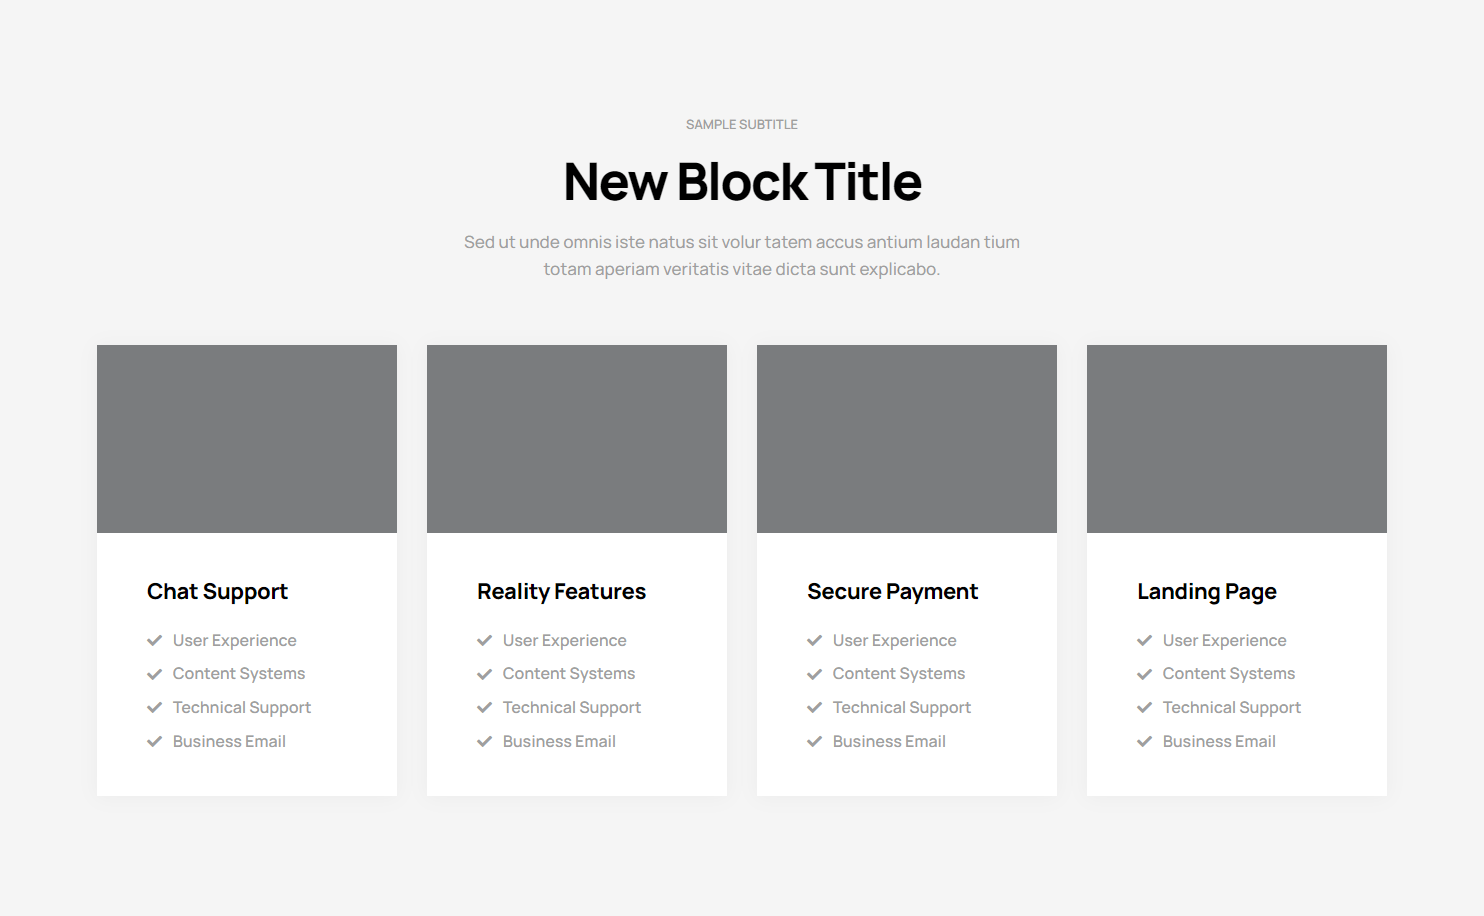 SAMPLE SUBTITLE
New Block Title
Sed ut unde omnis iste natus sit volur tatem accus antium laudan tium
totam aperiam veritatis vitae dicta sunt explicabo.
Chat Support
User Experience
Content Systems
Technical Support
Business Email
Reality Features
User Experience
Content Systems
Technical Support
Business Email
Secure Payment
User Experience
Content Systems
Technical Support
Business Email
Landing Page
User Experience
Content Systems
Technical Support
Business Email